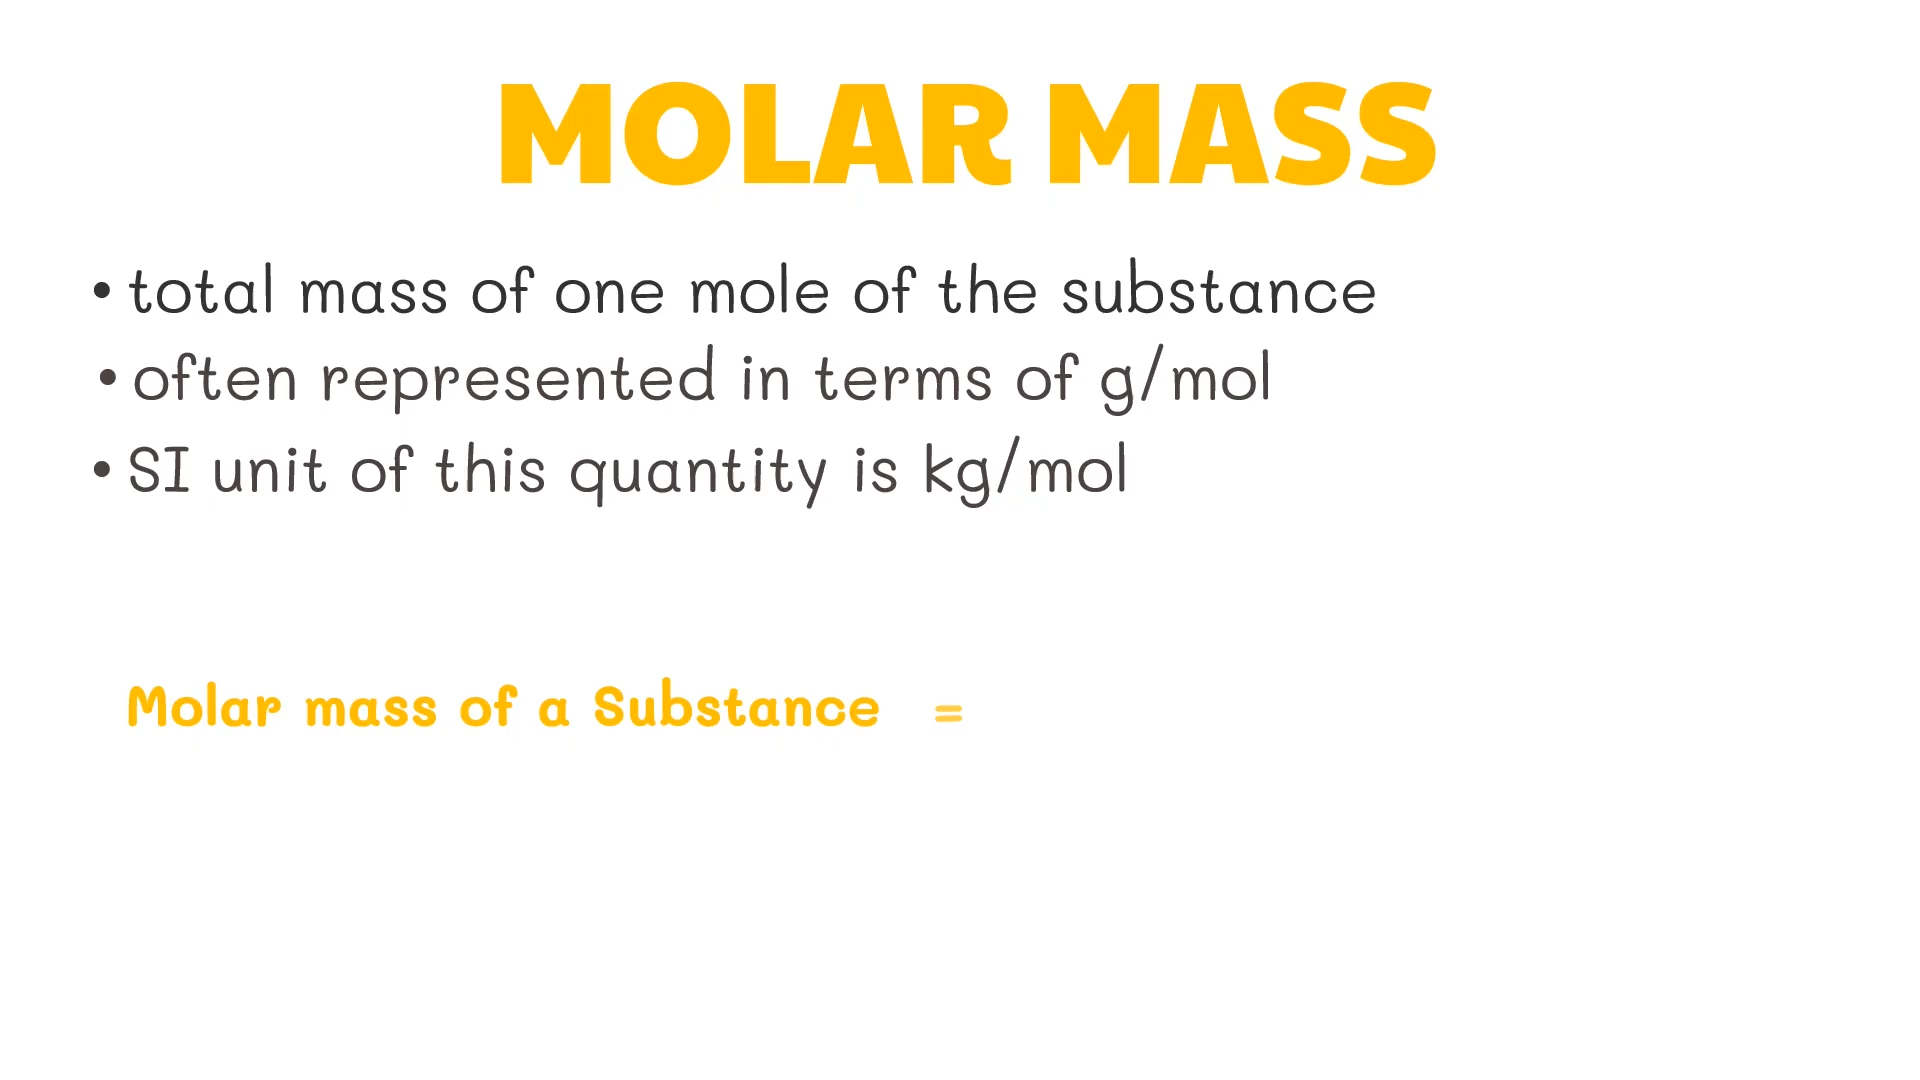 MOLAR MASS
• total mass of one mole of the substance
• often represented in terms of g/mol
• SI unit of this quantity is kg/mol
Molar mass of a Substance =